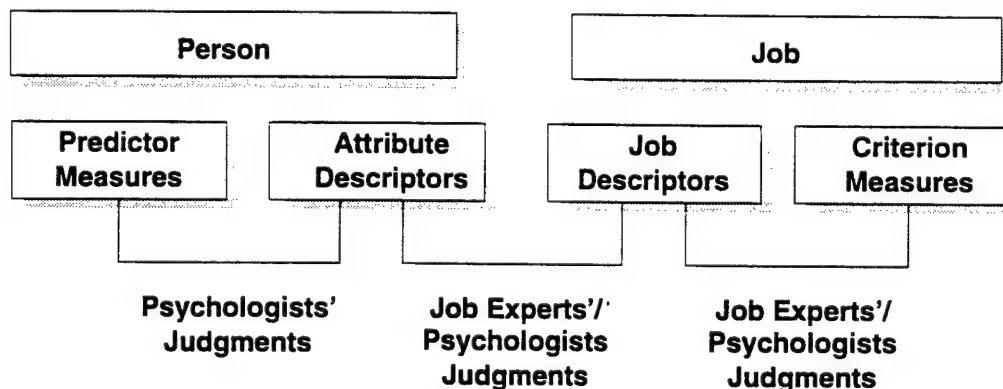 Person
Job
Predictor
Measures
Attribute
Descriptors
Job
Descriptors
Criterion
Measures
Psychologists'
Judgments
Job Experts'/
Psychologists
Judgments
Job Experts'/
Psychologists
Judgments